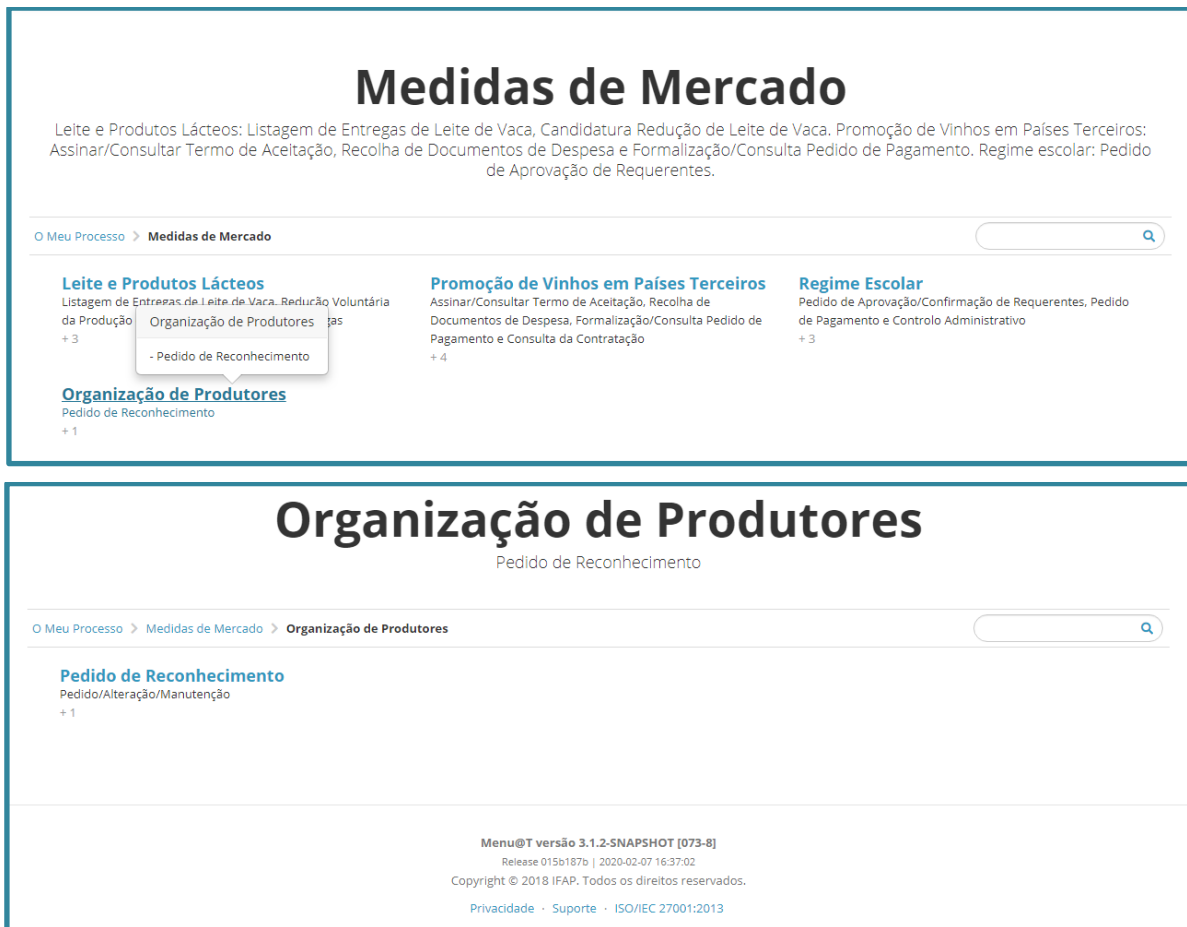 Medidas de Mercado
Leite e Produtos Lácteos: Listagem de Entregas de Leite de Vaca, Candidatura Redução de Leite de Vaca. Promoção de Vinhos em Países Terceiros:
Assinar/Consultar Termo de Aceitação, Recolha de Documentos de Despesa e Formalização/Consulta Pedido de Pagamento. Regime escolar: Pedido
de Aprovação de Requerentes.
O Meu Processo > Medidas de Mercado
Leite e Produtos Lácteos
Listagem de Entregas de Leite de Vaca, Redução Voluntária
da Produção
gas
+ 3
Organização de Produtores
- Pedido de Reconhecimento
Promoção de Vinhos em Países Terceiros
Assinar/Consultar Termo de Aceitação, Recolha de
Documentos de Despesa, Formalização/Consulta Pedido de
Pagamento e Consulta da Contratação
+ 4
Regime Escolar
Pedido de Aprovação/Confirmação de Requerentes, Pedido
de Pagamento e Controlo Administrativo
+ 3
Organização de Produtores
Pedido de Reconhecimento
+ 1
Organização de Produtores
Pedido de Reconhecimento
O Meu Processo > Medidas de Mercado > Organização de Produtores
Pedido de Reconhecimento
Pedido/Alteração/Manutenção
+ 1
Menu@T versão 3.1.2-SNAPSHOT [073-8]
Release 015b187b | 2020-02-07 16:37:02
Copyright © 2018 IFAP. Todos os direitos reservados.
Privacidade · Suporte · ISO/IEC 27001:2013